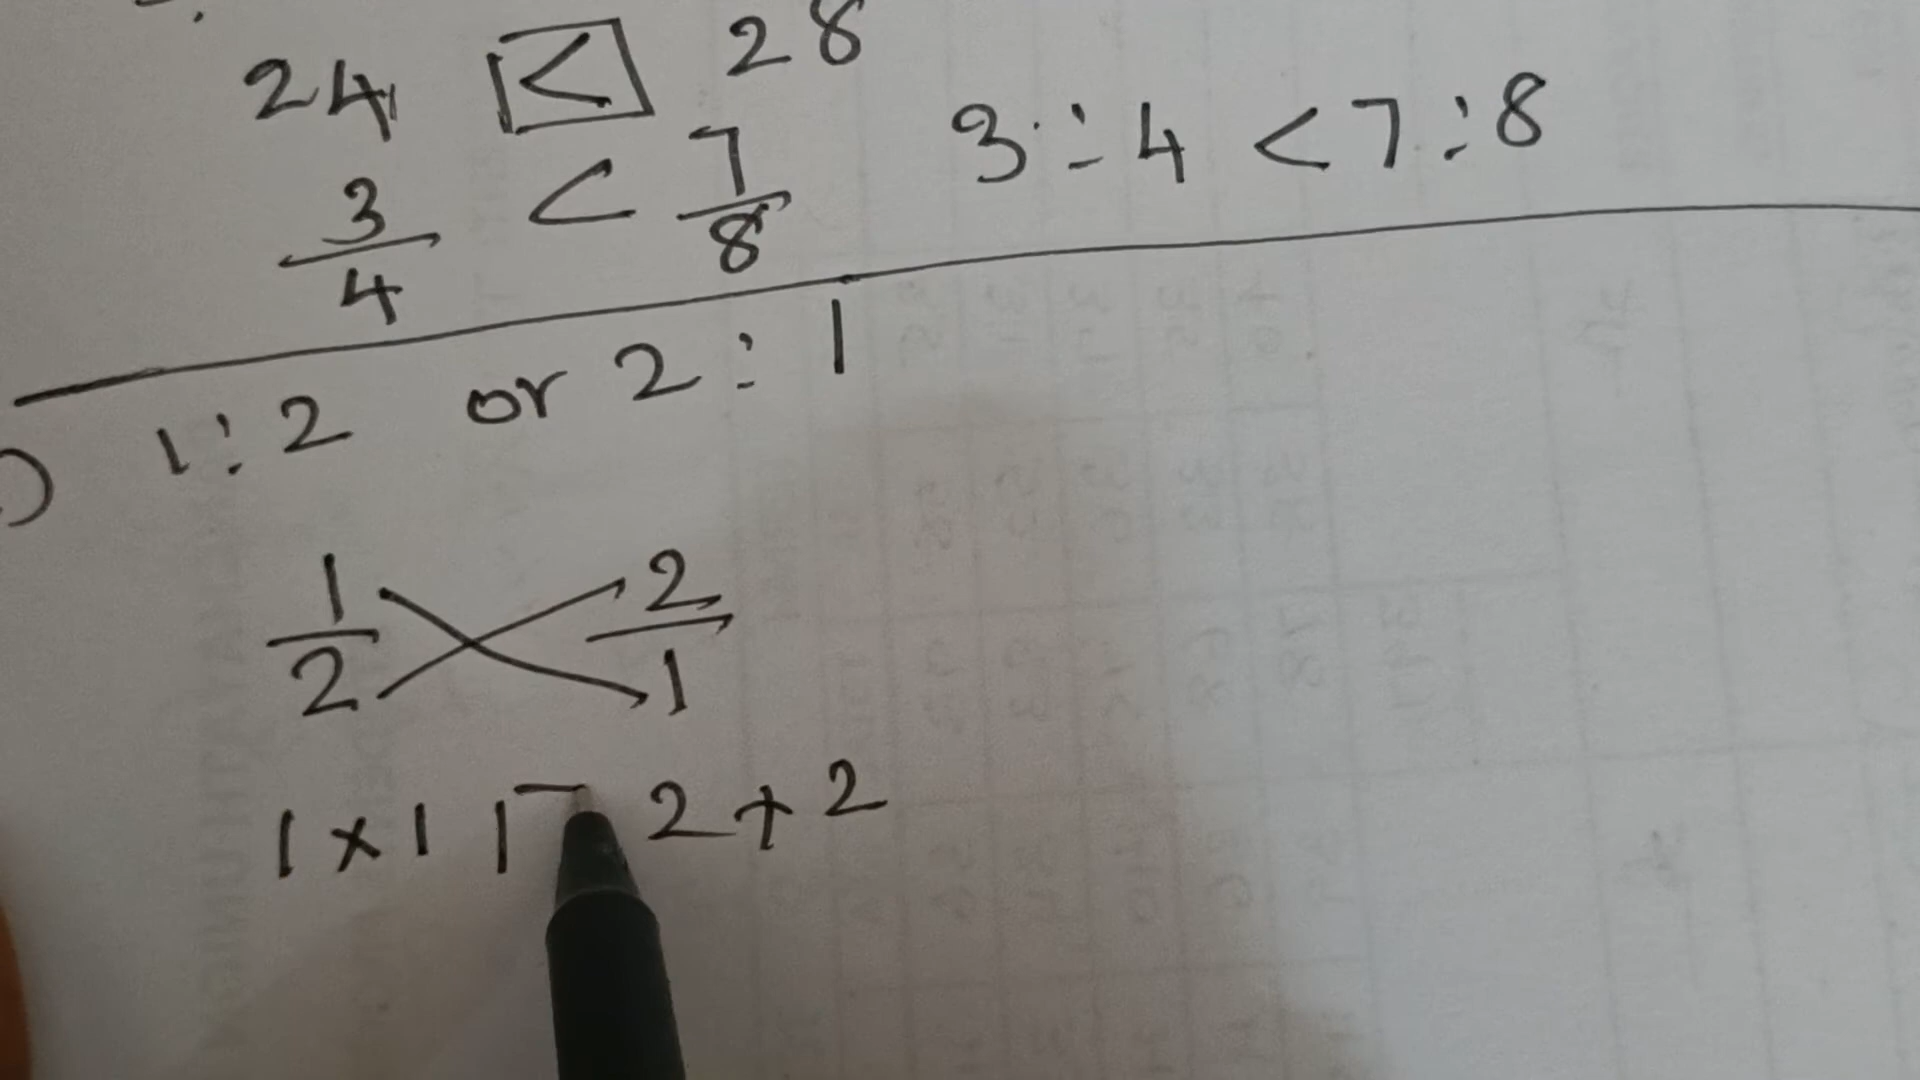 24 < 28
3/4 < 7/8 3 : 4 < 7 : 8
) 1 : 2 or 2 : 1
1/2 2/1
1 x 1 2 + 2